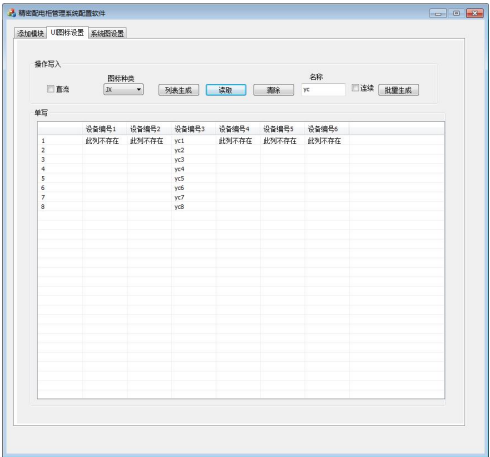 精密配电柜管理系统配置软件
添加模块 UI图标设置 系统图设置
操作写入
图标种类 名称
直流 JX 列表生成 读取 清除 yc 连续 批量生成
单写
设备编号1 设备编号2 设备编号3 设备编号4 设备编号5 设备编号6
1 此列不存在 此列不存在 yc1 此列不存在 此列不存在 此列不存在
2 yc2
3 yc3
4 yc4
5 yc5
6 yc6
7 yc7
8 yc8